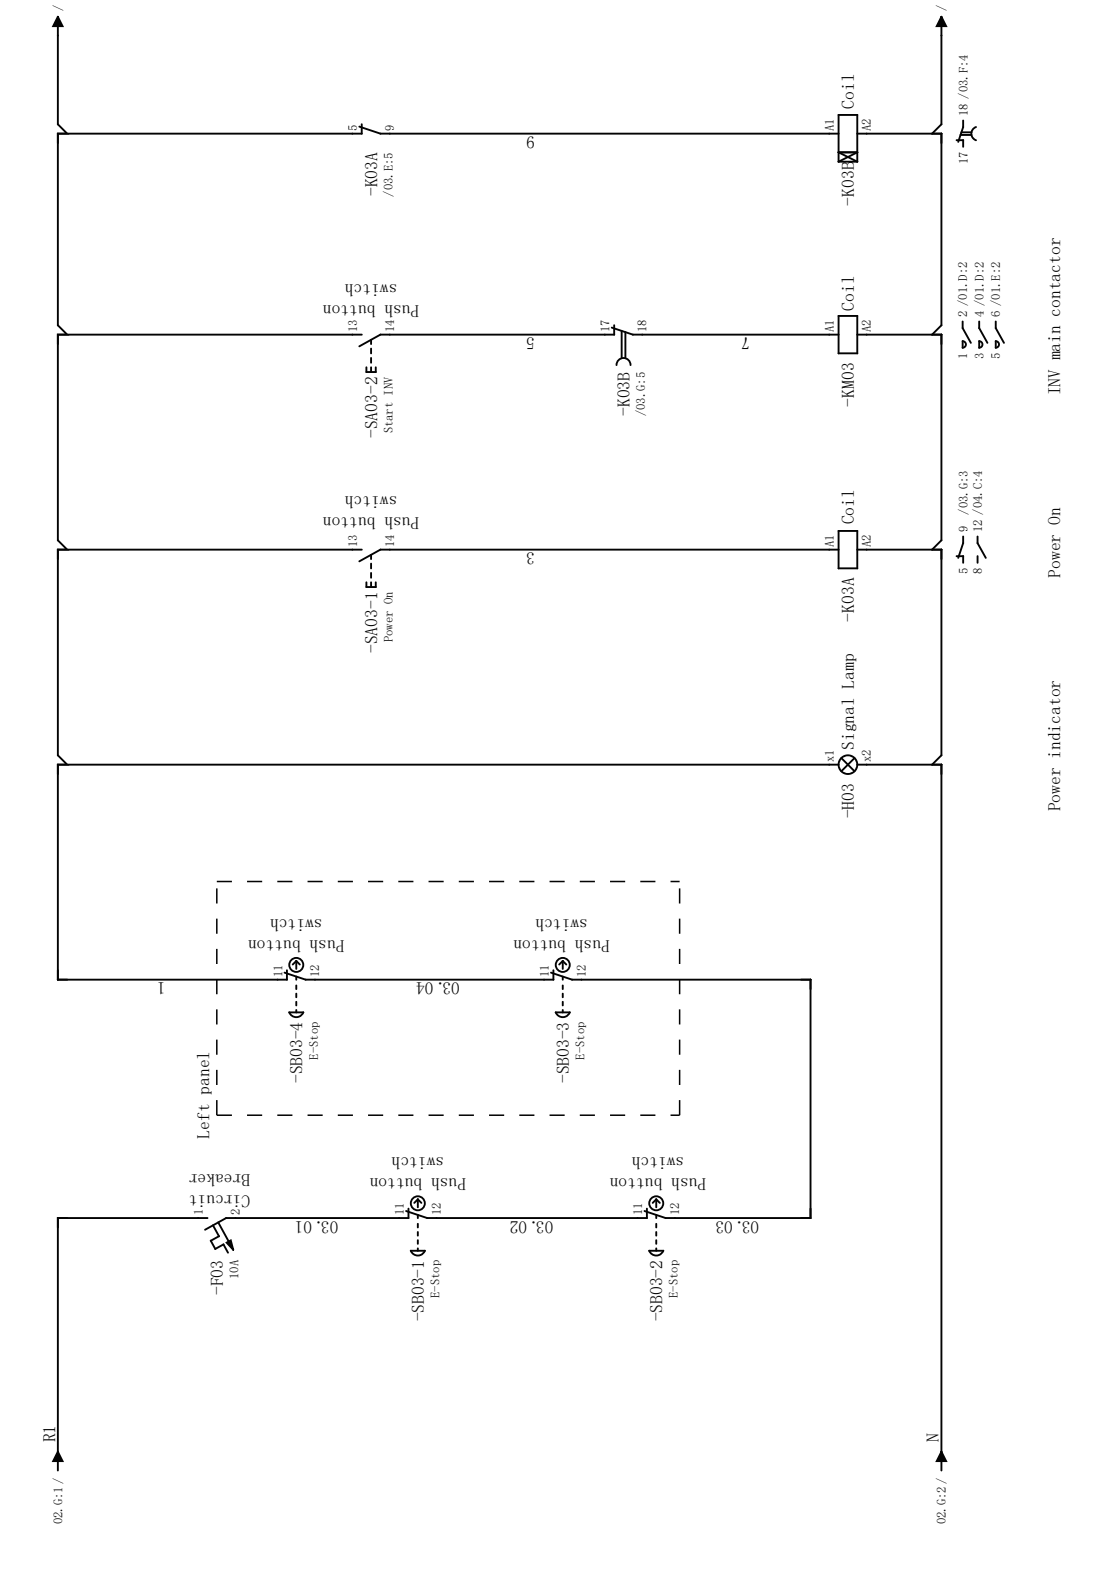 02.G:1 /
R1
-F03
10A
1
2
Circuit
Breaker
03.01
-SB03-1
E-Stop
11
12
Push button
switch
03.02
-SB03-2
E-Stop
11
12
Push button
switch
03.03
Left panel
1
-SB03-4
E-Stop
11
12
Push button
switch
03.04
-SB03-3
E-Stop
11
12
Push button
switch
02.G:2 /
N
-H03
x1
x2
Signal Lamp
Power indicator
-SA03-1
Power On
13
14
Push button
switch
3
-K03A
A1
A2
Coil
5 9 /03.G:3
8 12 /04.C:4
Power On
-SA03-2
Start INV
13
14
Push button
switch
5
-K03B
/03.G:5
17
18
7
-KM03
A1
A2
Coil
1 2 /01.D:2
3 4 /01.D:2
5 6 /01.E:2
INV main contactor
-K03A
/03.E:5
5
9
9
-K03B
A1
A2
Coil
17 18 /03.F:4
/
/